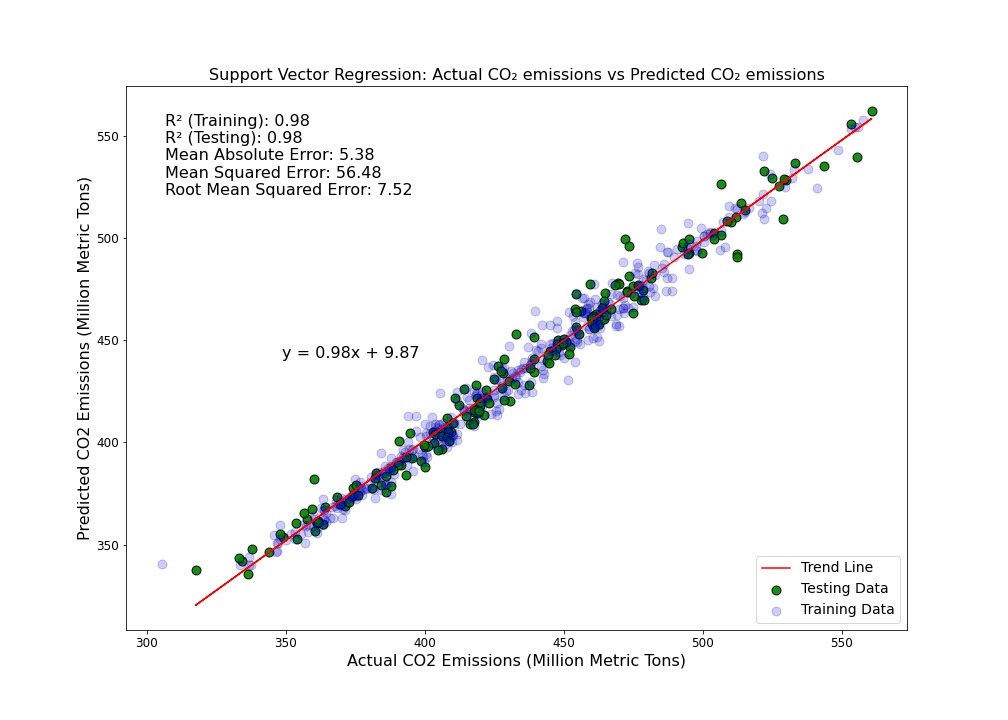 Support Vector Regression: Actual CO₂ emissions vs Predicted CO₂ emissions
R² (Training): 0.98
R² (Testing): 0.98
Mean Absolute Error: 5.38
Mean Squared Error: 56.48
Root Mean Squared Error: 7.52
y = 0.98x + 9.87
Predicted CO2 Emissions (Million Metric Tons)
550
500
450
400
350
Trend Line
Testing Data
Training Data
300 350 400 450 500 550
Actual CO2 Emissions (Million Metric Tons)